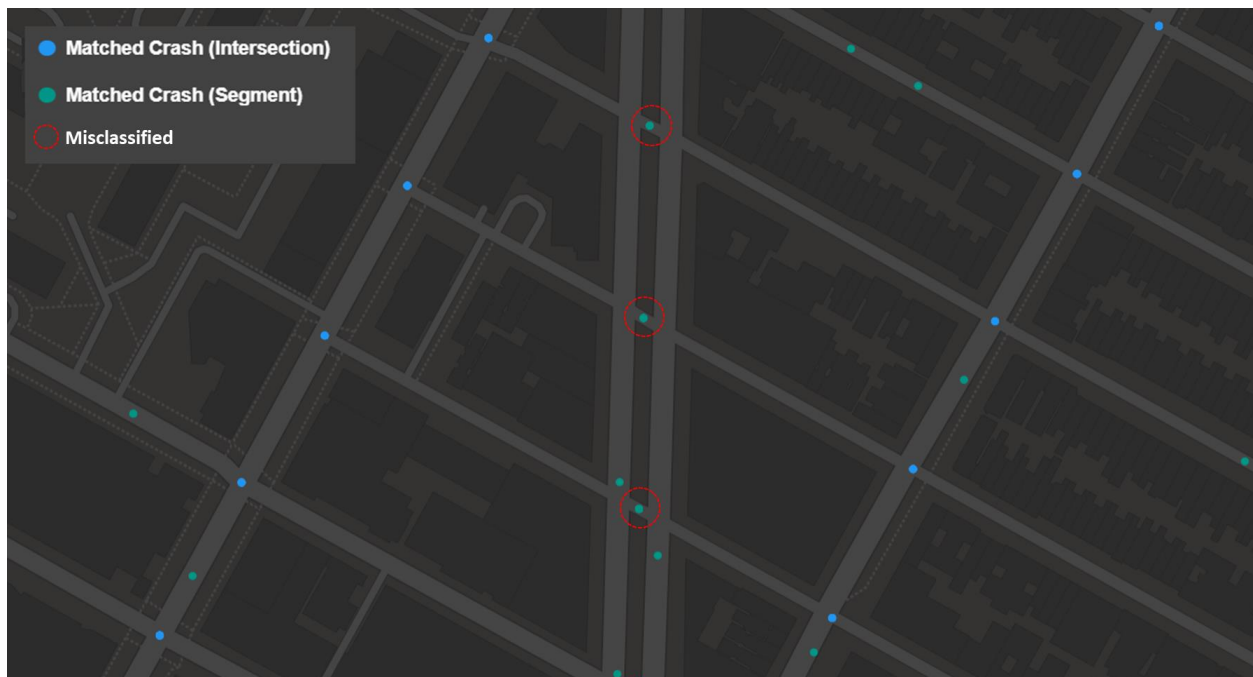 Matched Crash (Intersection)
Matched Crash (Segment)
Misclassified